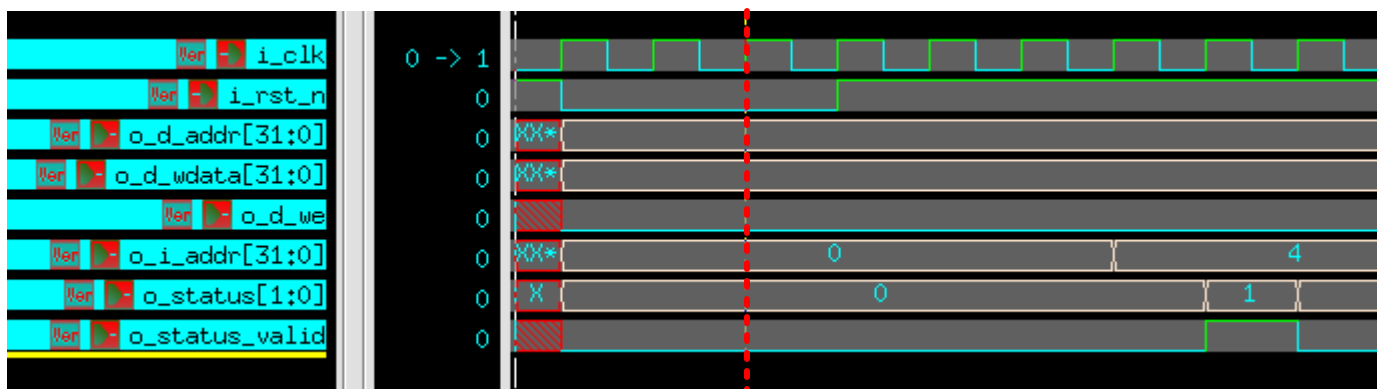 Ver i_clk 0 -> 1
Ver i_rst_n 0
Ver o_d_addr[31:0] 0 XX*
Ver o_d_wdata[31:0] 0 XX*
Ver o_d_we 0
Ver o_i_addr[31:0] 0 XX* 0 4
Ver o_status[1:0] 0 X 0 1
Ver o_status_valid 0